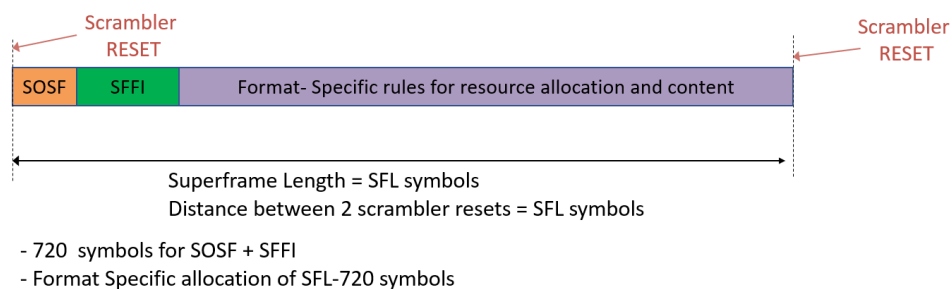 Scrambler
RESET
Scrambler
RESET
SOSF
SFFI
Format- Specific rules for resource allocation and content
Superframe Length = SFL symbols
Distance between 2 scrambler resets = SFL symbols
- 720 symbols for SOSF + SFFI
- Format Specific allocation of SFL-720 symbols